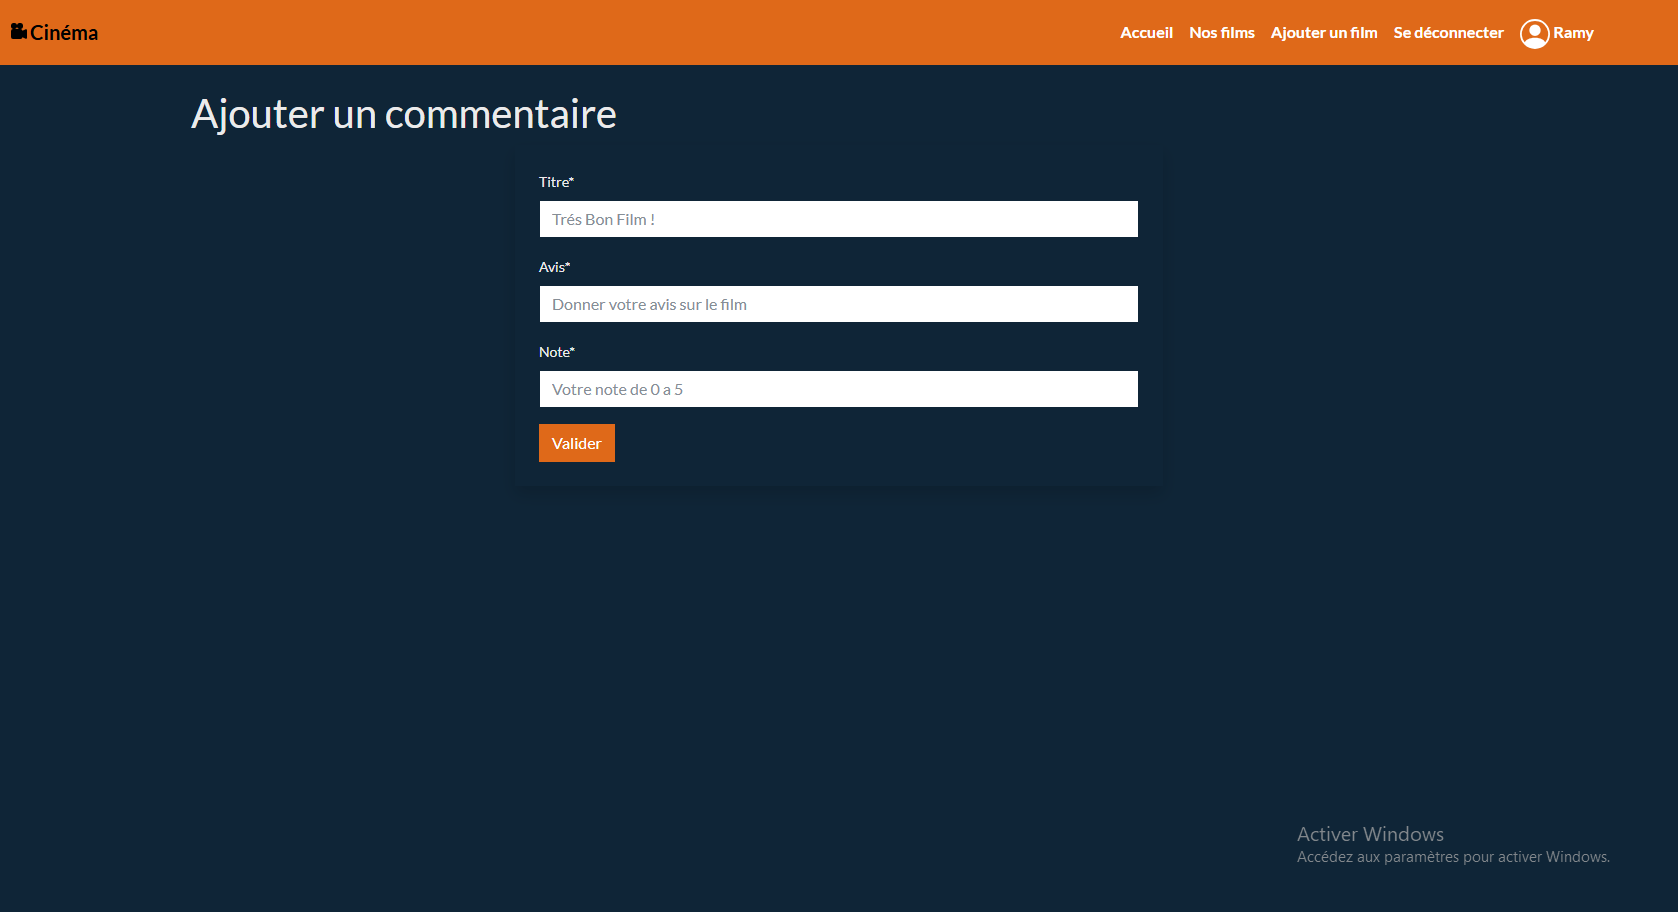 Cinéma Accueil Nos films Ajouter un film Se déconnecter Ramy
Ajouter un commentaire
Titre*
Trés Bon Film !
Avis*
Donner votre avis sur le film
Note*
Votre note de 0 a 5
Valider
Activer Windows
Accédez aux paramètres pour activer Windows.